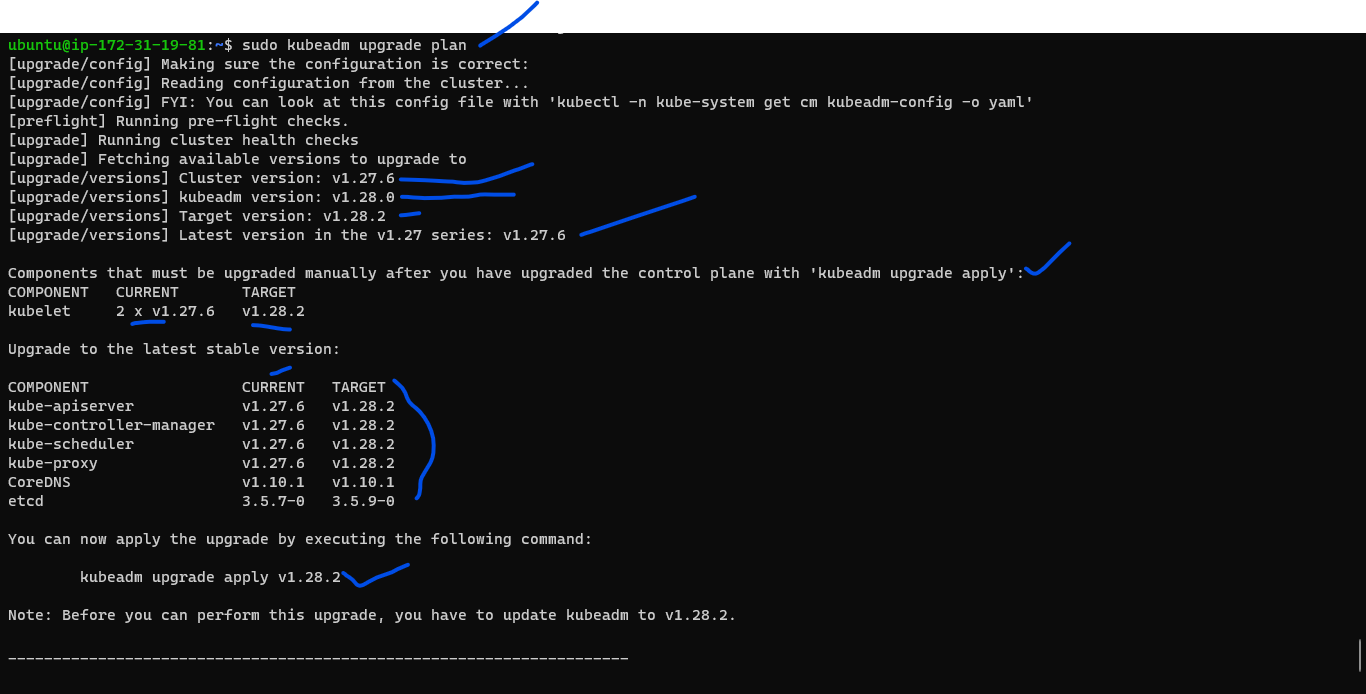 ubuntu@ip-172-31-19-81:~$ sudo kubeadm upgrade plan
[upgrade/config] Making sure the configuration is correct:
[upgrade/config] Reading configuration from the cluster...
[upgrade/config] FYI: You can look at this config file with 'kubectl -n kube-system get cm kubeadm-config -o yaml'
[preflight] Running pre-flight checks.
[upgrade] Running cluster health checks
[upgrade] Fetching available versions to upgrade to
[upgrade/versions] Cluster version: v1.27.6
[upgrade/versions] kubeadm version: v1.28.0
[upgrade/versions] Target version: v1.28.2
[upgrade/versions] Latest version in the v1.27 series: v1.27.6
Components that must be upgraded manually after you have upgraded the control plane with 'kubeadm upgrade apply':
COMPONENT   CURRENT       TARGET
kubelet     2 x v1.27.6   v1.28.2
Upgrade to the latest stable version:
COMPONENT                 CURRENT   TARGET
kube-apiserver            v1.27.6   v1.28.2
kube-controller-manager   v1.27.6   v1.28.2
kube-scheduler            v1.27.6   v1.28.2
kube-proxy                v1.27.6   v1.28.2
CoreDNS                   v1.10.1   v1.10.1
etcd                      3.5.7-0   3.5.9-0
You can now apply the upgrade by executing the following command:
kubeadm upgrade apply v1.28.2
Note: Before you can perform this upgrade, you have to update kubeadm to v1.28.2.
_____________________________________________________________________